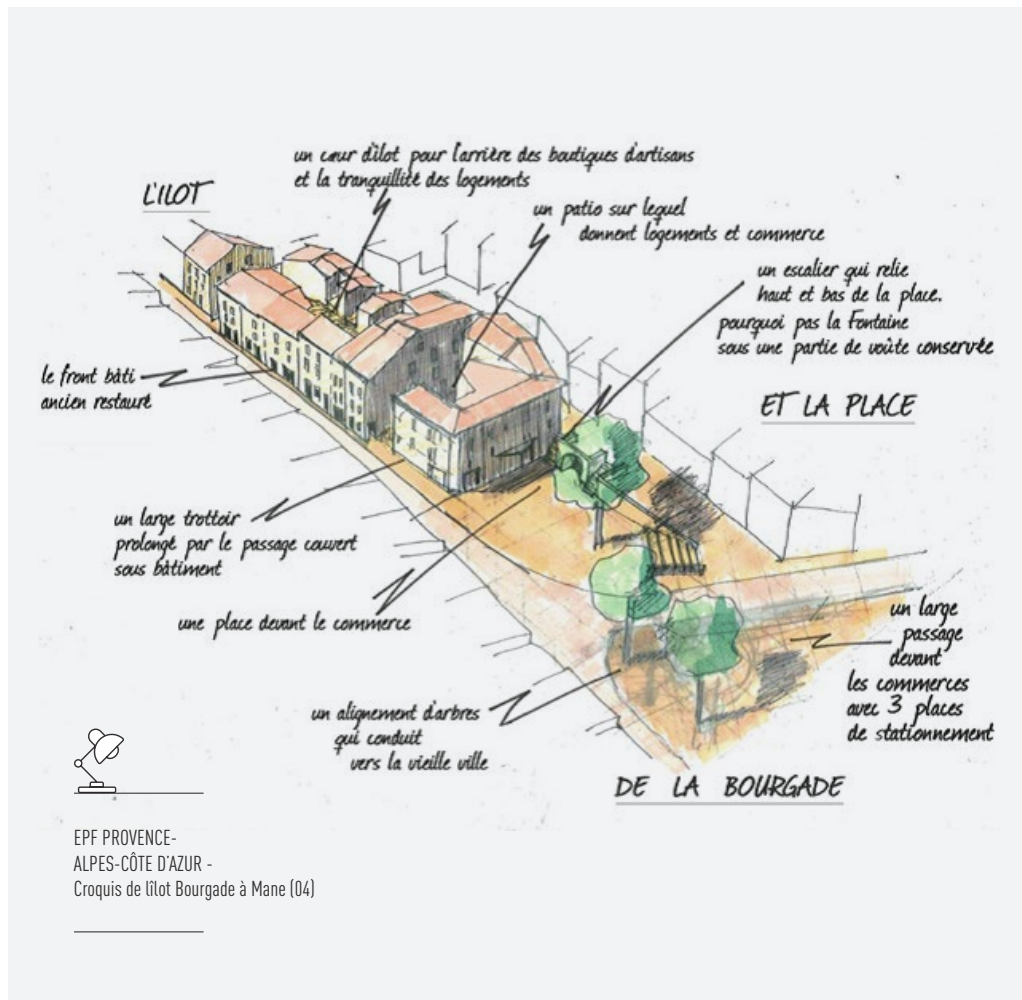 un cœur d'ilot pour l'arrière des boutiques d'artisans
et la tranquillité des logements
L'ILOT
un patio sur lequel
donnent logements et commerce
un escalier qui relie
haut et bas de la place.
pourquoi pas la Fontaine
sous une partie de voûte conservée
le front bâti
ancien restauré
ET LA PLACE
un large trottoir
prolongé par le passage couvert
sous bâtiment
une place devant le commerce
un large
passage
devant
les commerces
avec 3 places
de stationnement
un alignement d'arbres
qui conduit
vers la vieille ville
DE LA BOURGADE
EPF PROVENCE-
ALPES-CÔTE D'AZUR -
Croquis de lîlot Bourgade à Mane (04)